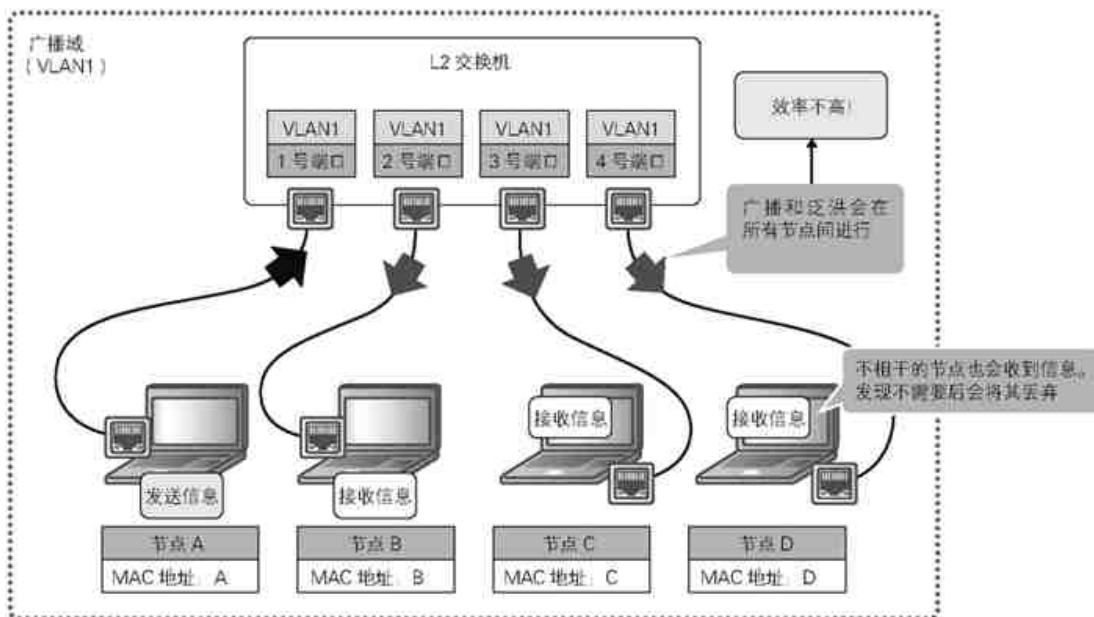 广播域
（VLAN1）
L2 交换机
效率不高！
VLAN1
1 号端口
VLAN1
2 号端口
VLAN1
3 号端口
VLAN1
4 号端口
广播和泛洪会在
所有节点间进行
不相干的节点也会收到信息。
发现不需要后会将其丢弃
发送信息
接收信息
接收信息
接收信息
节点 A
MAC 地址：A
节点 B
MAC 地址：B
节点 C
MAC 地址：C
节点 D
MAC 地址：D